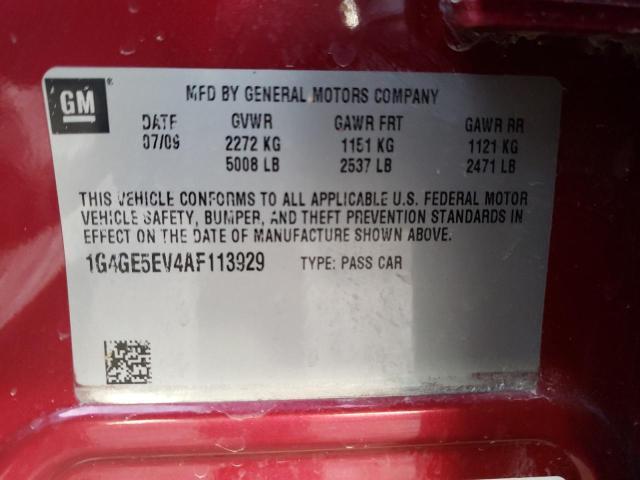 GM ®
MFD BY GENERAL MOTORS COMPANY
DATE GVWR GAWR FRT GAWR RR
07/09 2272 KG 1151 KG 1121 KG
5008 LB 2537 LB 2471 LB
THIS VEHICLE CONFORMS TO ALL APPLICABLE U.S. FEDERAL MOTOR
VEHICLE SAFETY, BUMPER, AND THEFT PREVENTION STANDARDS IN
EFFECT ON THE DATE OF MANUFACTURE SHOWN ABOVE.
1G4GE5EV4AF113929 TYPE: PASS CAR